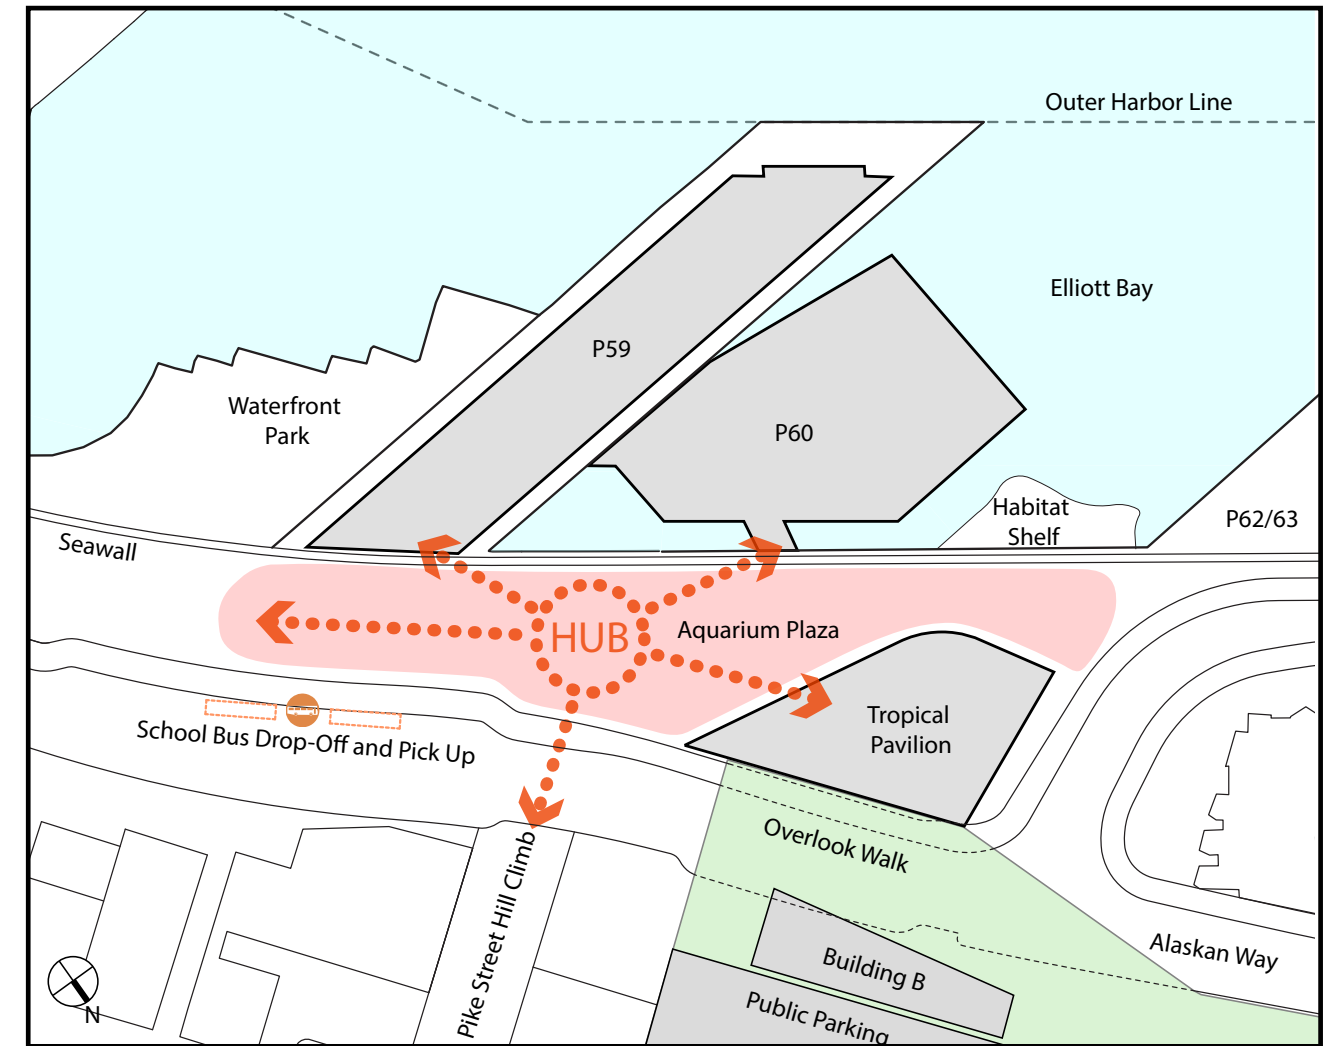 Outer Harbor Line
Elliott Bay
P59
Waterfront
Park
P60
Habitat
Shelf
P62/63
Seawall
HUB
Aquarium Plaza
School Bus Drop-Off and Pick Up
Tropical
Pavilion
Overlook Walk
Pike Street Hill Climb
Alaskan Way
Building B
Public Parking
N